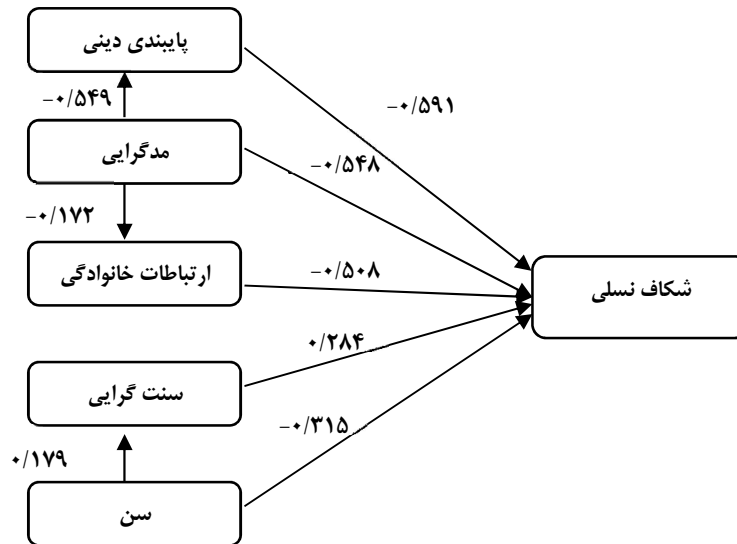 پایبندی دینی
−۰/۵۴۹
−۰/۵۹۱
مدگرایی
−۰/۵۴۸
−۰/۱۷۲
ارتباطات خانوادگی
−۰/۵۰۸
شکاف نسلی
۰/۲۸۴
سنت گرایی
−۰/۳۱۵
۰/۱۷۹
سن